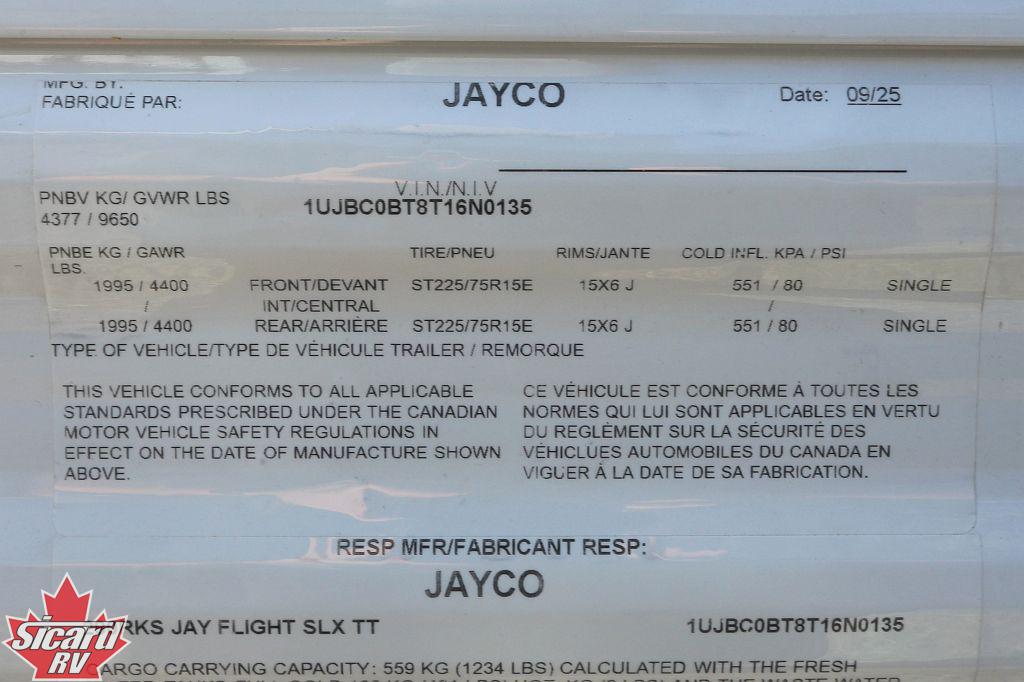 MFG. BY:
FABRIQUÉ PAR: JAYCO Date: 09/25
V.I.N./N.I.V
PNBV KG/ GVWR LBS 1UJBC0BT8T16N0135
4377 / 9650
PNBE KG / GAWR TIRE/PNEU RIMS/JANTE COLD INFL. KPA / PSI
LBS.
1995 / 4400 FRONT/DEVANT ST225/75R15E 15X6 J 551 / 80 SINGLE
/ INT/CENTRAL /
1995 / 4400 REAR/ARRIÈRE ST225/75R15E 15X6 J 551 / 80 SINGLE
TYPE OF VEHICLE/TYPE DE VÉHICULE TRAILER / REMORQUE
THIS VEHICLE CONFORMS TO ALL APPLICABLE
STANDARDS PRESCRIBED UNDER THE CANADIAN
MOTOR VEHICLE SAFETY REGULATIONS IN
EFFECT ON THE DATE OF MANUFACTURE SHOWN
ABOVE.
CE VÉHICULE EST CONFORME À TOUTES LES
NORMES QUI LUI SONT APPLICABLES EN VERTU
DU REGLÈMENT SUR LA SÉCURITÉ DES
VÉHICLUES AUTOMOBILES DU CANADA EN
VIGUER À LA DATE DE SA FABRICATION.
RESP MFR/FABRICANT RESP:
JAYCO
JAY FLIGHT SLX TT 1UJBC0BT8T16N0135
CARGO CARRYING CAPACITY: 559 KG (1234 LBS) CALCULATED WITH THE FRESH
Sicard
RV